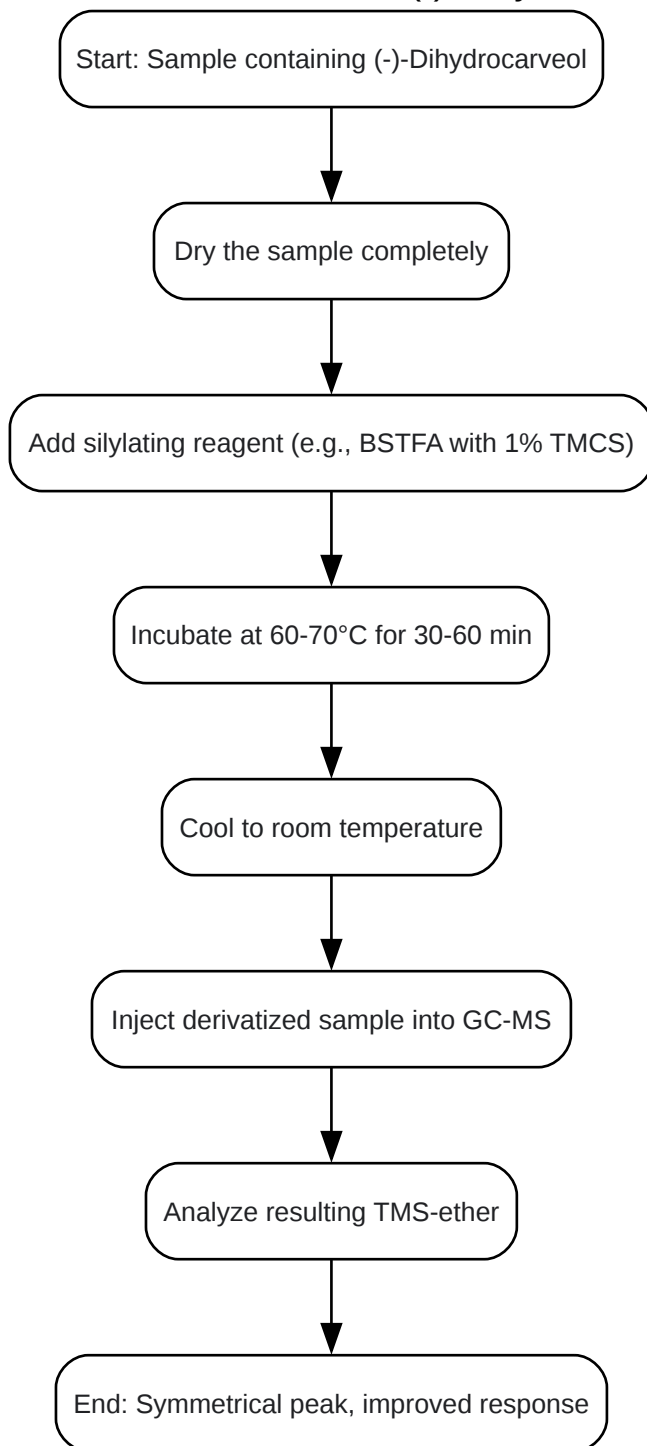 Start: Sample containing (-)-Dihydrocarveol
Dry the sample completely
Add silylating reagent (e.g., BSTFA with 1% TMCS)
Incubate at 60-70°C for 30-60 min
Cool to room temperature
Inject derivatized sample into GC-MS
Analyze resulting TMS-ether
End: Symmetrical peak, improved response